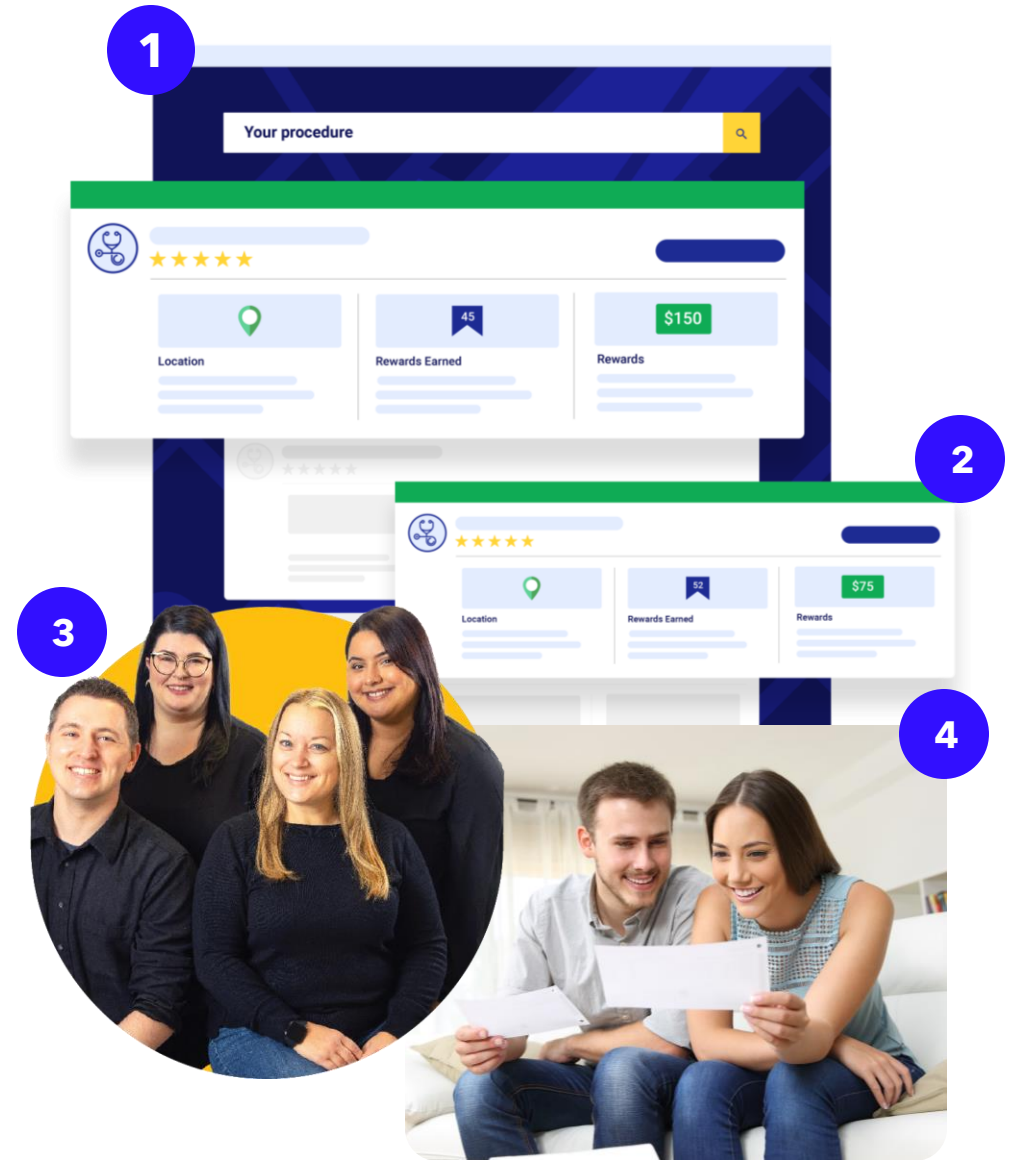 1
Your procedure
45
$150
Location
Rewards Earned
Rewards
2
52
$75
Location
Rewards Earned
Rewards
3
4